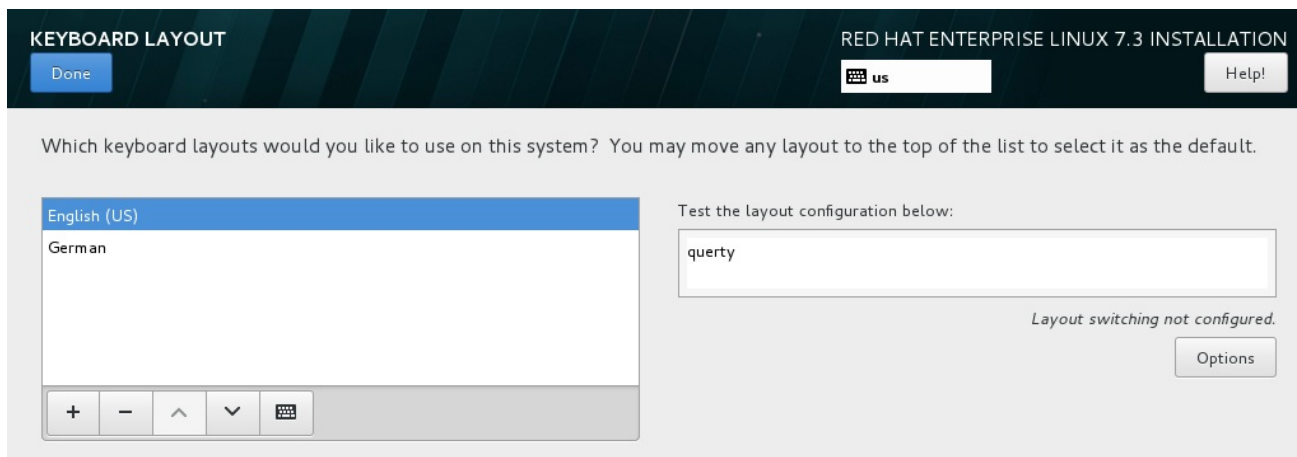 KEYBOARD LAYOUT
RED HAT ENTERPRISE LINUX 7.3 INSTALLATION
Done
us
Help!
Which keyboard layouts would you like to use on this system? You may move any layout to the top of the list to select it as the default.
English (US)
German
Test the layout configuration below:
querty
Layout switching not configured.
Options